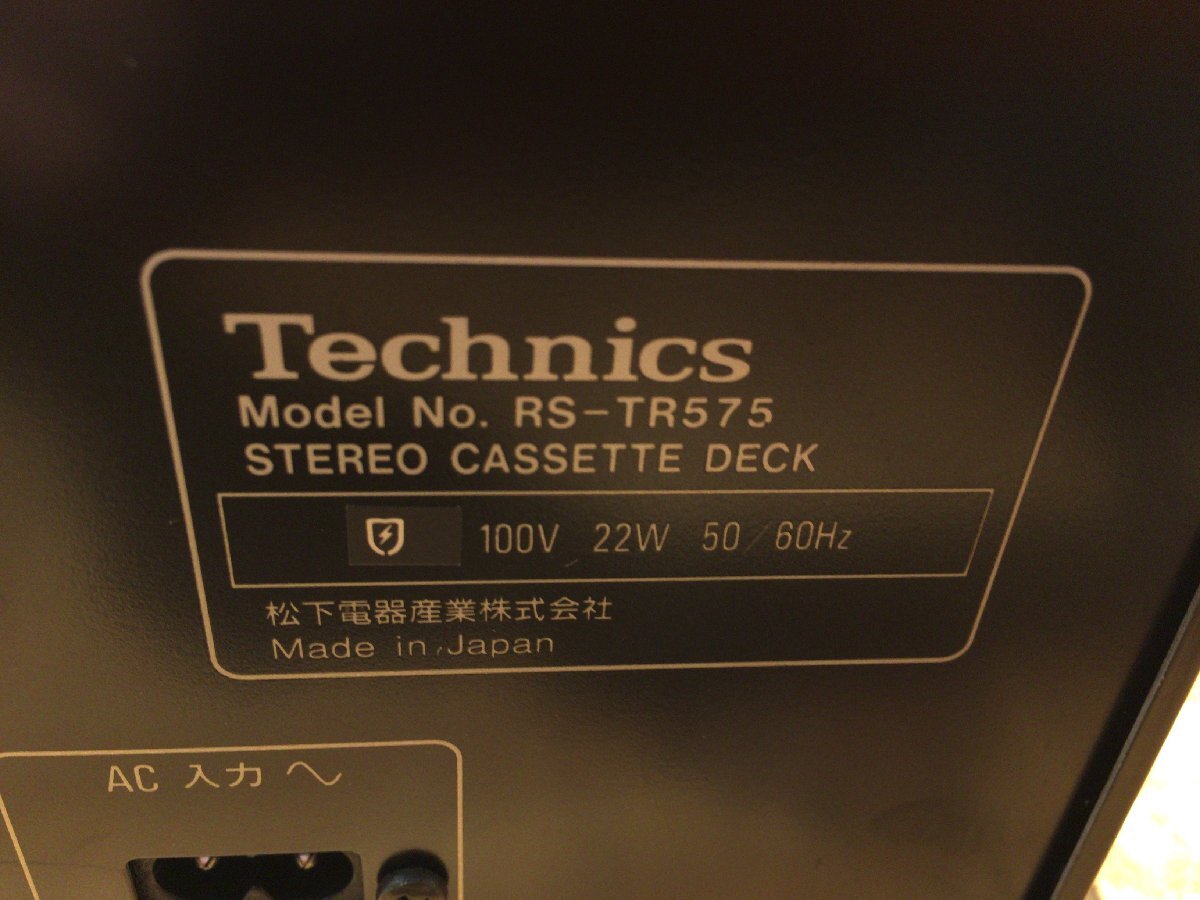 Technics
Model No. RS-TR575
STEREO CASSETTE DECK
100V 22W 50/60Hz
松下電器産業株式会社
Made in Japan
AC 入力 ~